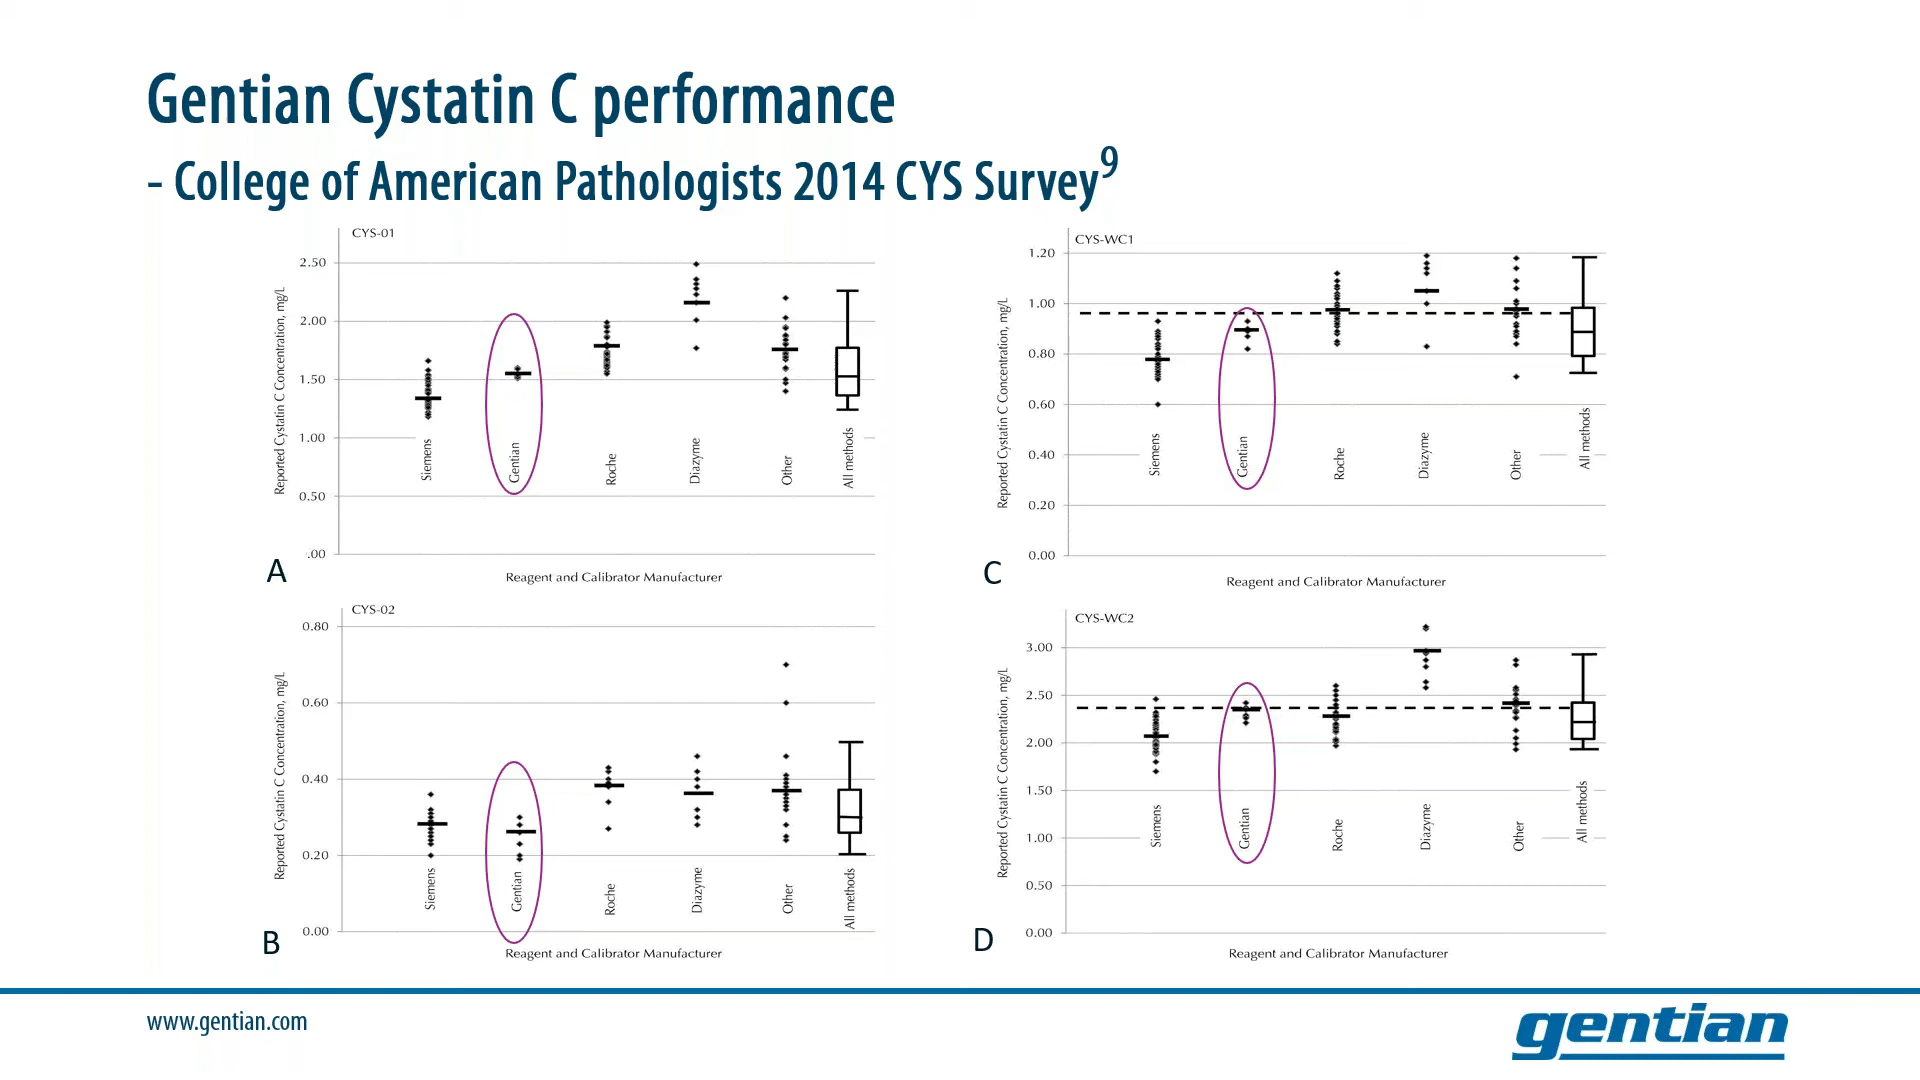 Gentian Cystatin C performance
- College of American Pathologists 2014 CYS Survey9
CYS-01
2.50
2.00
1.50
1.00
0.50
.00
Reported Cystatin C Concentration, mg/L
Siemens
Gentian
Roche
Diazyme
Other
All methods
A
Reagent and Calibrator Manufacturer
CYS-02
0.80
0.60
0.40
0.20
0.00
Reported Cystatin C Concentration, mg/L
Siemens
Gentian
Roche
Diazyme
Other
All methods
B
Reagent and Calibrator Manufacturer
CYS-WC1
1.20
1.00
0.80
0.60
0.40
0.20
0.00
Reported Cystatin C Concentration, mg/L
Siemens
Gentian
Roche
Diazyme
Other
All methods
C
Reagent and Calibrator Manufacturer
CYS-WC2
3.00
2.50
2.00
1.50
1.00
0.50
0.00
Reported Cystatin C Concentration, mg/L
Siemens
Gentian
Roche
Diazyme
Other
All methods
D
Reagent and Calibrator Manufacturer
www.gentian.com
gentian